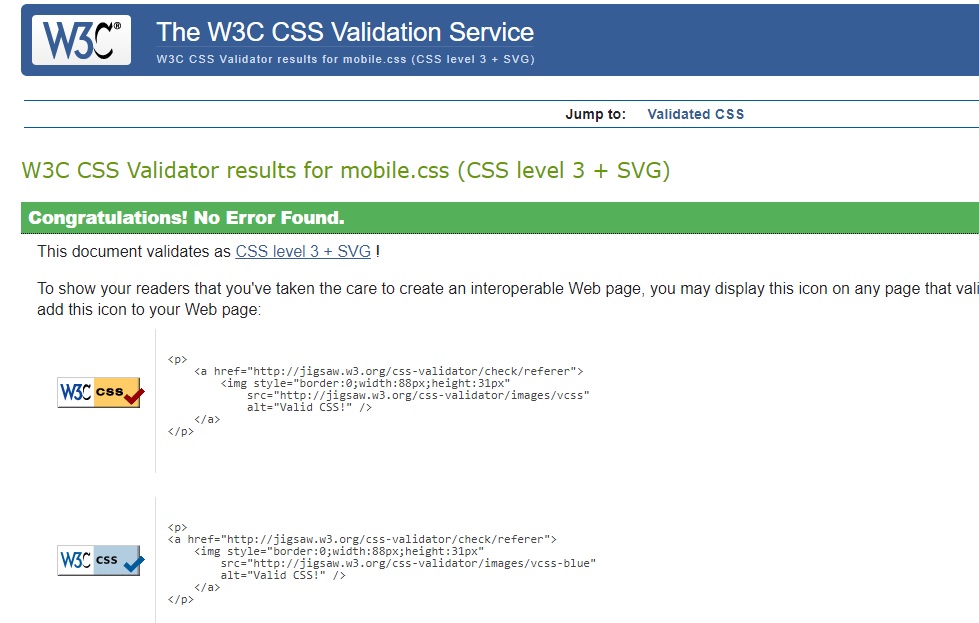 W3C®
The W3C CSS Validation Service
W3C CSS Validator results for mobile.css (CSS level 3 + SVG)
Jump to: Validated CSS
W3C CSS Validator results for mobile.css (CSS level 3 + SVG)
Congratulations! No Error Found.
This document validates as CSS level 3 + SVG !
To show your readers that you've taken the care to create an interoperable Web page, you may display this icon on any page that vali
add this icon to your Web page:
W3C css
<p>
<a href="http://jigsaw.w3.org/css-validator/check/referer">
<img style="border:0;width:88px;height:31px"
src="http://jigsaw.w3.org/css-validator/images/vcss"
alt="Valid CSS!" />
</a>
</p>
W3C css
<p>
<a href="http://jigsaw.w3.org/css-validator/check/referer">
<img style="border:0;width:88px;height:31px"
src="http://jigsaw.w3.org/css-validator/images/vcss-blue"
alt="Valid CSS!" />
</a>
</p>